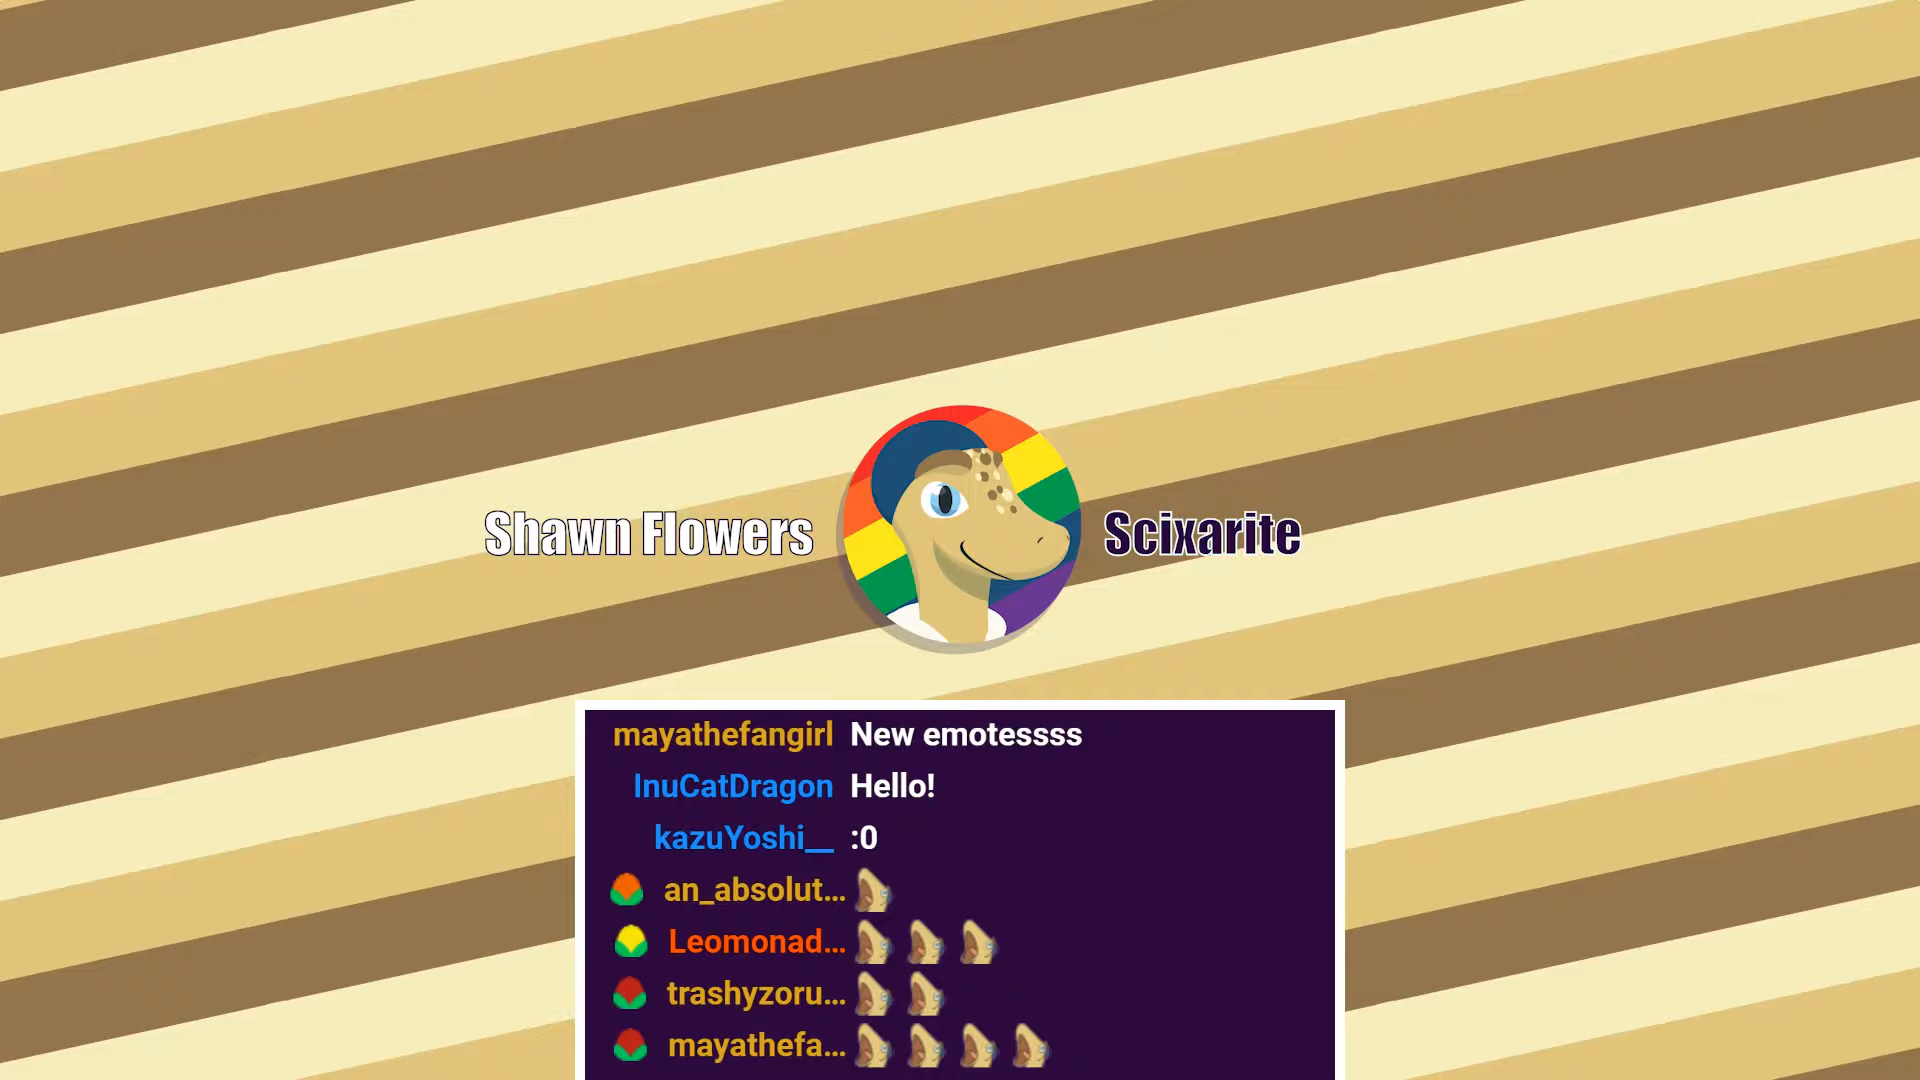 Shawn Flowers Scixarite
mayathefangirl New emotessss
InuCatDragon Hello!
kazuYoshi__ :0
an_absolut...
Leomonad...
trashyzoru...
mayathefa...